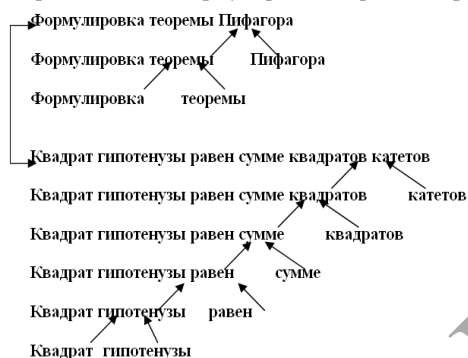 Формулировка теоремы Пифагора
Формулировка теоремы Пифагора
Формулировка теоремы
Квадрат гипотенузы равен сумме квадратов катетов
Квадрат гипотенузы равен сумме квадратов катетов
Квадрат гипотенузы равен сумме квадратов
Квадрат гипотенузы равен сумме
Квадрат гипотенузы равен
Квадрат гипотенузы